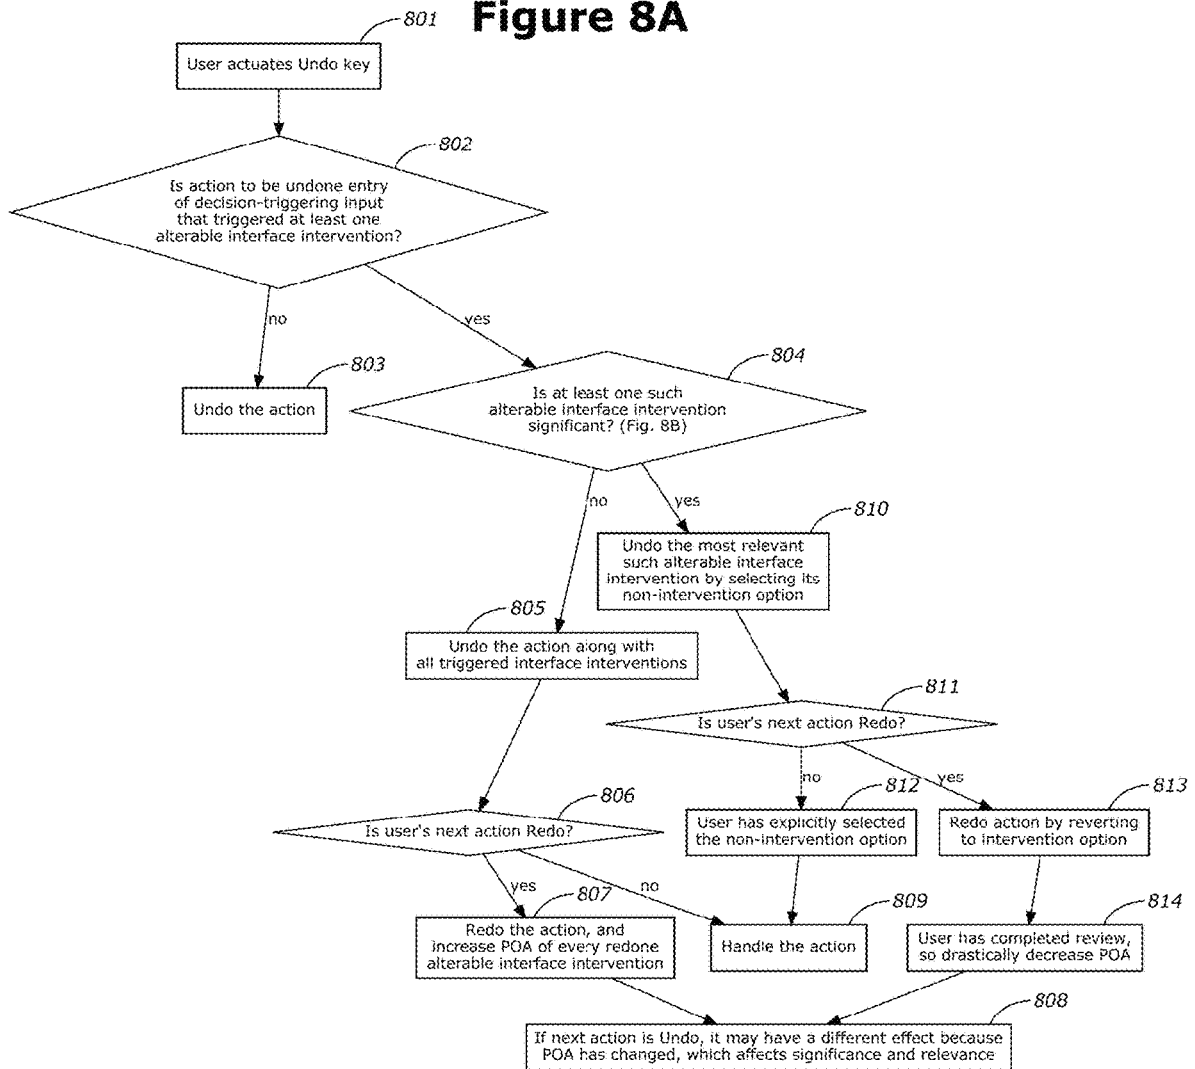 Figure 8A
801
User actuates Undo key
802
Is action to be undone entry
of decision-triggering input
that triggered at least one
alterable interface intervention?
no
yes
803
Undo the action
804
Is at least one such
alterable interface intervention
significant? (Fig. 8B)
no
yes
810
Undo the most relevant
such alterable interface
intervention by selecting its
non-intervention option
805
Undo the action along with
all triggered interface interventions
811
Is user's next action Redo?
no
yes
806
Is user's next action Redo?
812
User has explicitly selected
the non-intervention option
813
Redo action by reverting
to intervention option
yes
no
807
Redo the action, and
increase POA of every redone
alterable interface intervention
809
Handle the action
814
User has completed review,
so drastically decrease POA
808
If next action is Undo, it may have a different effect because
POA has changed, which affects significance and relevance